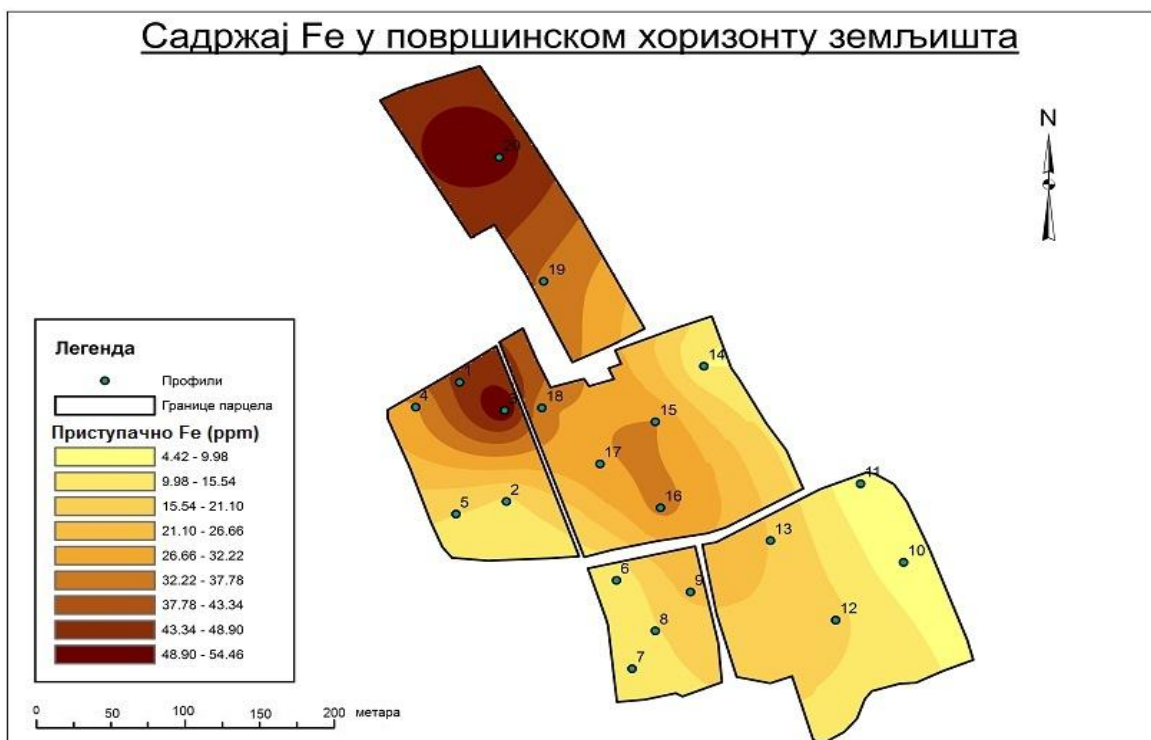 Садржај Fe у површинском хоризонту земљишта
N
20
19
14
1
4
3
18
15
17
2
5
16
11
13
10
6
9
12
8
7
Легенда
Профили
Границе парцела
Приступачно Fe (ppm)
4.42 - 9.98
9.98 - 15.54
15.54 - 21.10
21.10 - 26.66
26.66 - 32.22
32.22 - 37.78
37.78 - 43.34
43.34 - 48.90
48.90 - 54.46
0 50 100 150 200 метара